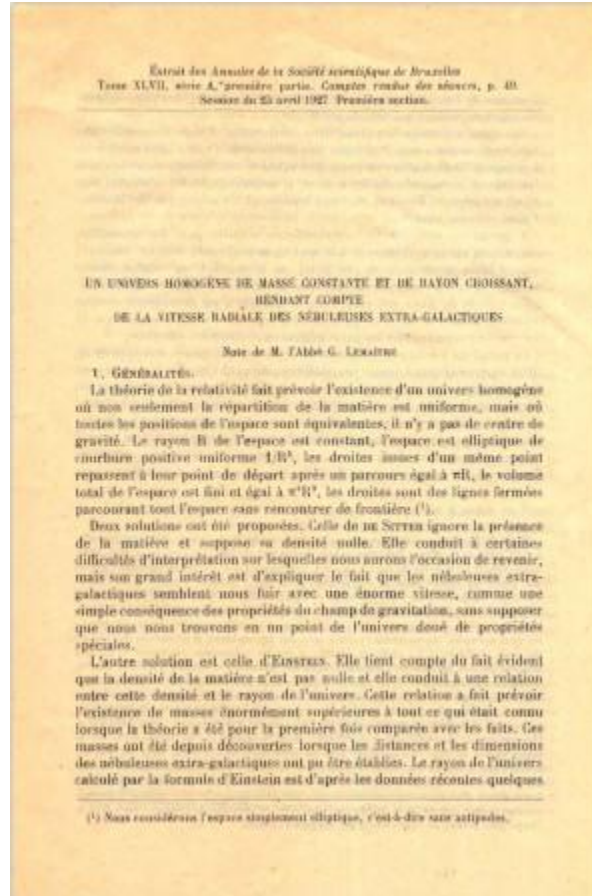 Extrait des Annales de la Société scientifique de Bruxelles
Tome XLVII, série A, première partie. Comptes rendus des séances, p. 49.
Session du 25 avril 1927. Première section.
UN UNIVERS HOMOGÈNE DE MASSE CONSTANTE ET DE RAYON CROISSANT,
RENDANT COMPTE
DE LA VITESSE RADIALE DES NÉBULEUSES EXTRA-GALACTIQUES
Note de M. l'Abbé G. LEMAÎTRE
1. GÉNÉRALITÉS.
La théorie de la relativité fait prévoir l'existence d'un univers homogène
où non seulement la répartition de la matière est uniforme, mais où
toutes les positions de l'espace sont équivalentes, il n'y a pas de centre de
gravité. Le rayon R de l'espace est constant, l'espace est elliptique de
courbure positive uniforme 1/R², les droites issues d'un même point
repassent à leur point de départ après un parcours égal à πR, le volume
total de l'espace est fini et égal à π²R³, les droites sont des lignes fermées
parcourant tout l'espace sans rencontrer de frontière (¹).
Deux solutions ont été proposées. Celle de DE SITTER ignore la présence
de la matière et suppose sa densité nulle. Elle conduit à certaines
difficultés d'interprétation sur lesquelles nous aurons l'occasion de revenir,
mais son grand intérêt est d'expliquer le fait que les nébuleuses extra-
galactiques semblent nous fuir avec une énorme vitesse, comme une
simple conséquence des propriétés du champ de gravitation, sans supposer
que nous nous trouvons en un point de l'univers doué de propriétés
spéciales.
L'autre solution est celle d'EINSTEIN. Elle tient compte du fait évident
que la densité de la matière n'est pas nulle et elle conduit à une relation
entre cette densité et le rayon de l'univers. Cette relation a fait prévoir
l'existence de masses énormément supérieures à tout ce qui était connu
lorsque la théorie a été pour la première fois comparée avec les faits. Ces
masses ont été depuis découvertes lorsque les distances et les dimensions
des nébuleuses extra-galactiques ont pu être établies. Le rayon de l'univers
calculé par la formule d'Einstein est d'après les données récentes quelques
(¹) Nous considérons l'espace simplement elliptique, c'est-à-dire sans antipodes.